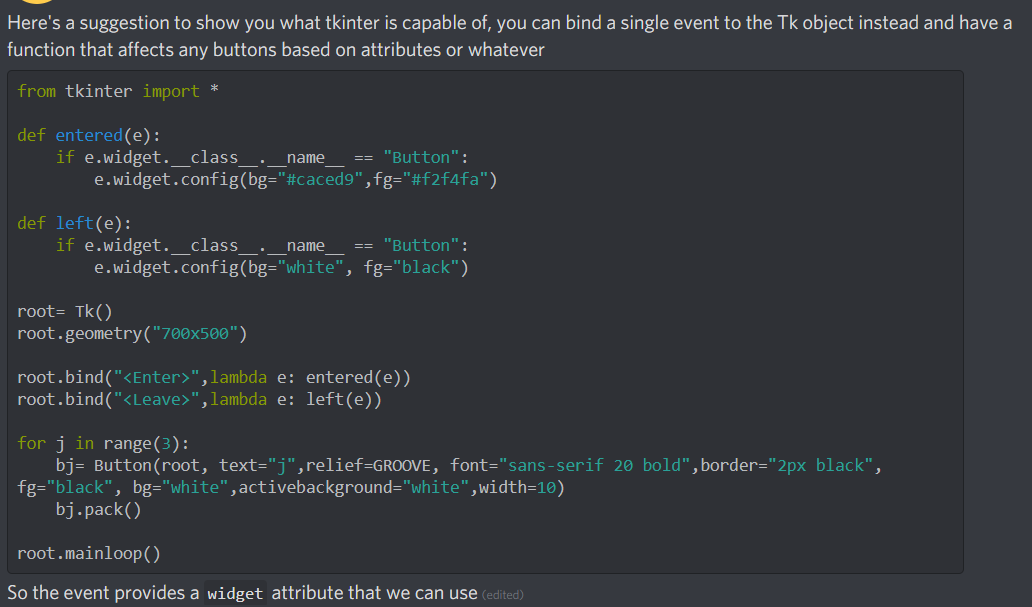 Here's a suggestion to show you what tkinter is capable of, you can bind a single event to the Tk object instead and have a
function that affects any buttons based on attributes or whatever
from tkinter import *
def entered(e):
    if e.widget.__class__.__name__ == "Button":
        e.widget.config(bg="#caced9",fg="#f2f4fa")
def left(e):
    if e.widget.__class__.__name__ == "Button":
        e.widget.config(bg="white", fg="black")
root= Tk()
root.geometry("700x500")
root.bind("<Enter>",lambda e: entered(e))
root.bind("<Leave>",lambda e: left(e))
for j in range(3):
    bj= Button(root, text="j",relief=GROOVE, font="sans-serif 20 bold",border="2px black",
fg="black", bg="white",activebackground="white",width=10)
    bj.pack()
root.mainloop()
So the event provides a widget attribute that we can use (edited)